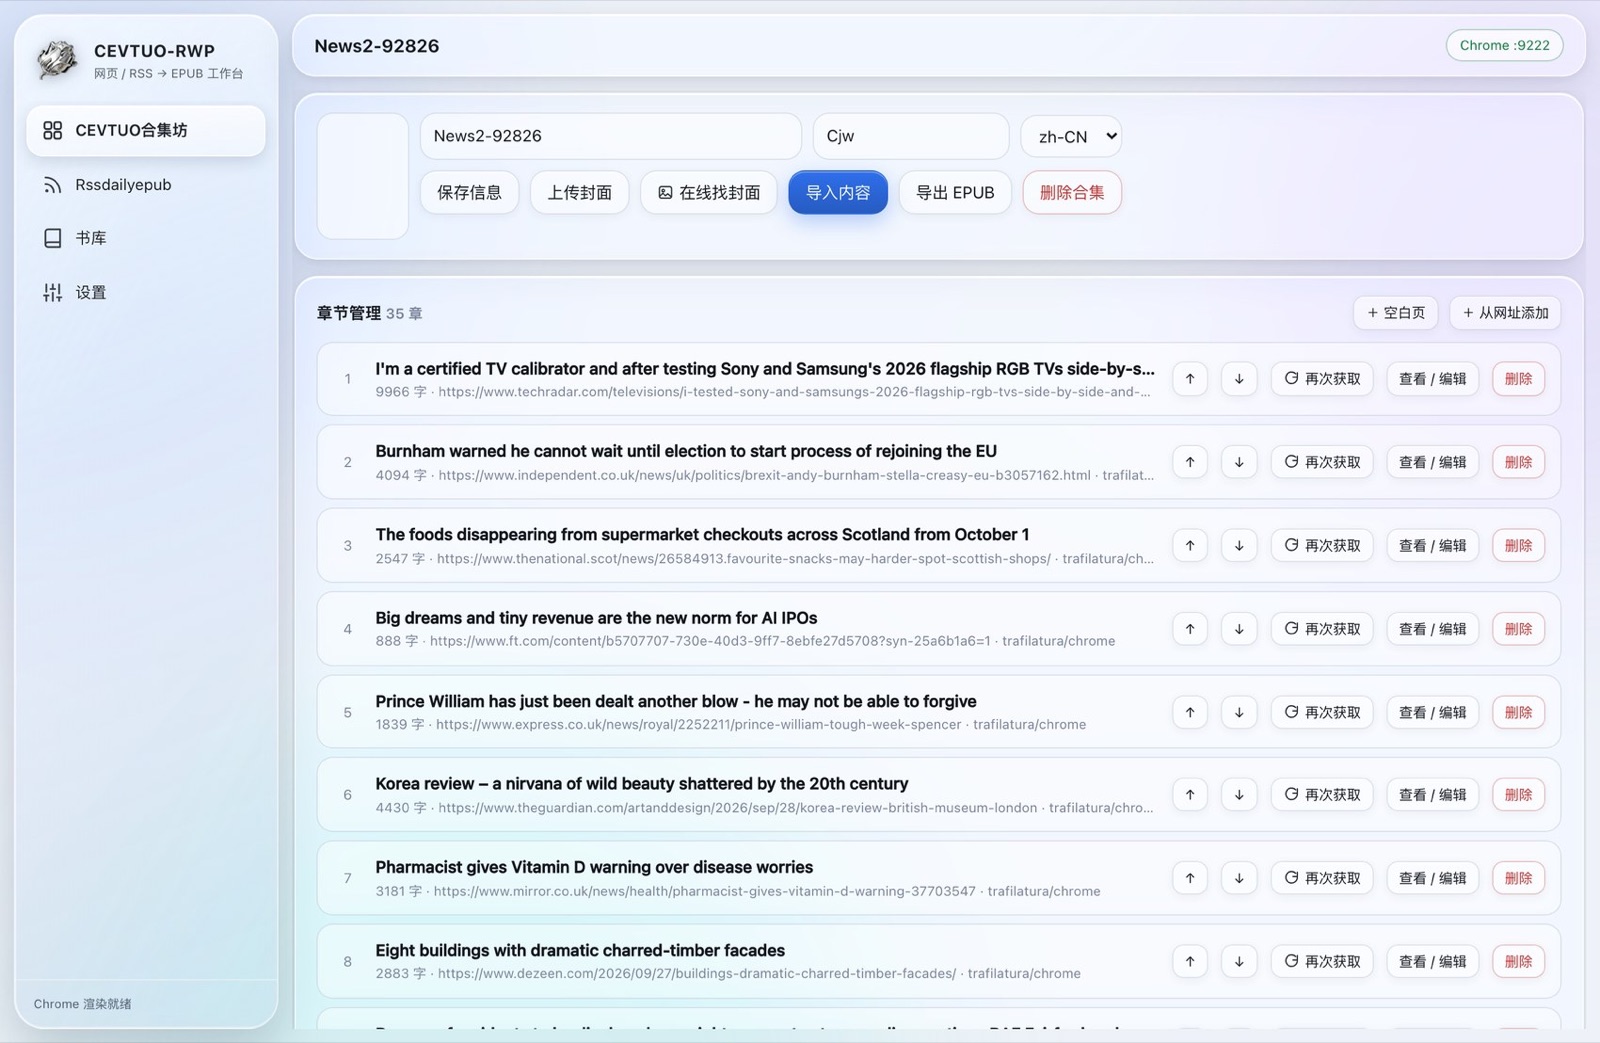 CEVTUO-RWP
网页 / RSS → EPUB 工作台
CEVTUO合集坊
Rssdailyepub
书库
设置
Chrome 渲染就绪
News2-92826
Chrome :9222
News2-92826
Cjw
zh-CN
保存信息
上传封面
在线找封面
导入内容
导出 EPUB
删除合集
章节管理 35 章
+ 空白页
+ 从网址添加
1
I'm a certified TV calibrator and after testing Sony and Samsung's 2026 flagship RGB TVs side-by-s...
9966 字 · https://www.techradar.com/televisions/i-tested-sony-and-samsungs-2026-flagship-rgb-tvs-side-by-side-and-...
↑ ↓ 再次获取 查看 / 编辑 删除
2
Burnham warned he cannot wait until election to start process of rejoining the EU
4094 字 · https://www.independent.co.uk/news/uk/politics/brexit-andy-burnham-stella-creasy-eu-b3057162.html · trafilat...
↑ ↓ 再次获取 查看 / 编辑 删除
3
The foods disappearing from supermarket checkouts across Scotland from October 1
2547 字 · https://www.thenational.scot/news/26584913.favourite-snacks-may-harder-spot-scottish-shops/ · trafilatura/ch...
↑ ↓ 再次获取 查看 / 编辑 删除
4
Big dreams and tiny revenue are the new norm for AI IPOs
888 字 · https://www.ft.com/content/b5707707-730e-40d3-9ff7-8ebfe27d5708?syn-25a6b1a6=1 · trafilatura/chrome
↑ ↓ 再次获取 查看 / 编辑 删除
5
Prince William has just been dealt another blow - he may not be able to forgive
1839 字 · https://www.express.co.uk/news/royal/2252211/prince-william-tough-week-spencer · trafilatura/chrome
↑ ↓ 再次获取 查看 / 编辑 删除
6
Korea review – a nirvana of wild beauty shattered by the 20th century
4430 字 · https://www.theguardian.com/artanddesign/2026/sep/28/korea-review-british-museum-london · trafilatura/chro...
↑ ↓ 再次获取 查看 / 编辑 删除
7
Pharmacist gives Vitamin D warning over disease worries
3181 字 · https://www.mirror.co.uk/news/health/pharmacist-gives-vitamin-d-warning-37703547 · trafilatura/chrome
↑ ↓ 再次获取 查看 / 编辑 删除
8
Eight buildings with dramatic charred-timber facades
2883 字 · https://www.dezeen.com/2026/09/27/buildings-dramatic-charred-timber-facades/ · trafilatura/chrome
↑ ↓ 再次获取 查看 / 编辑 删除